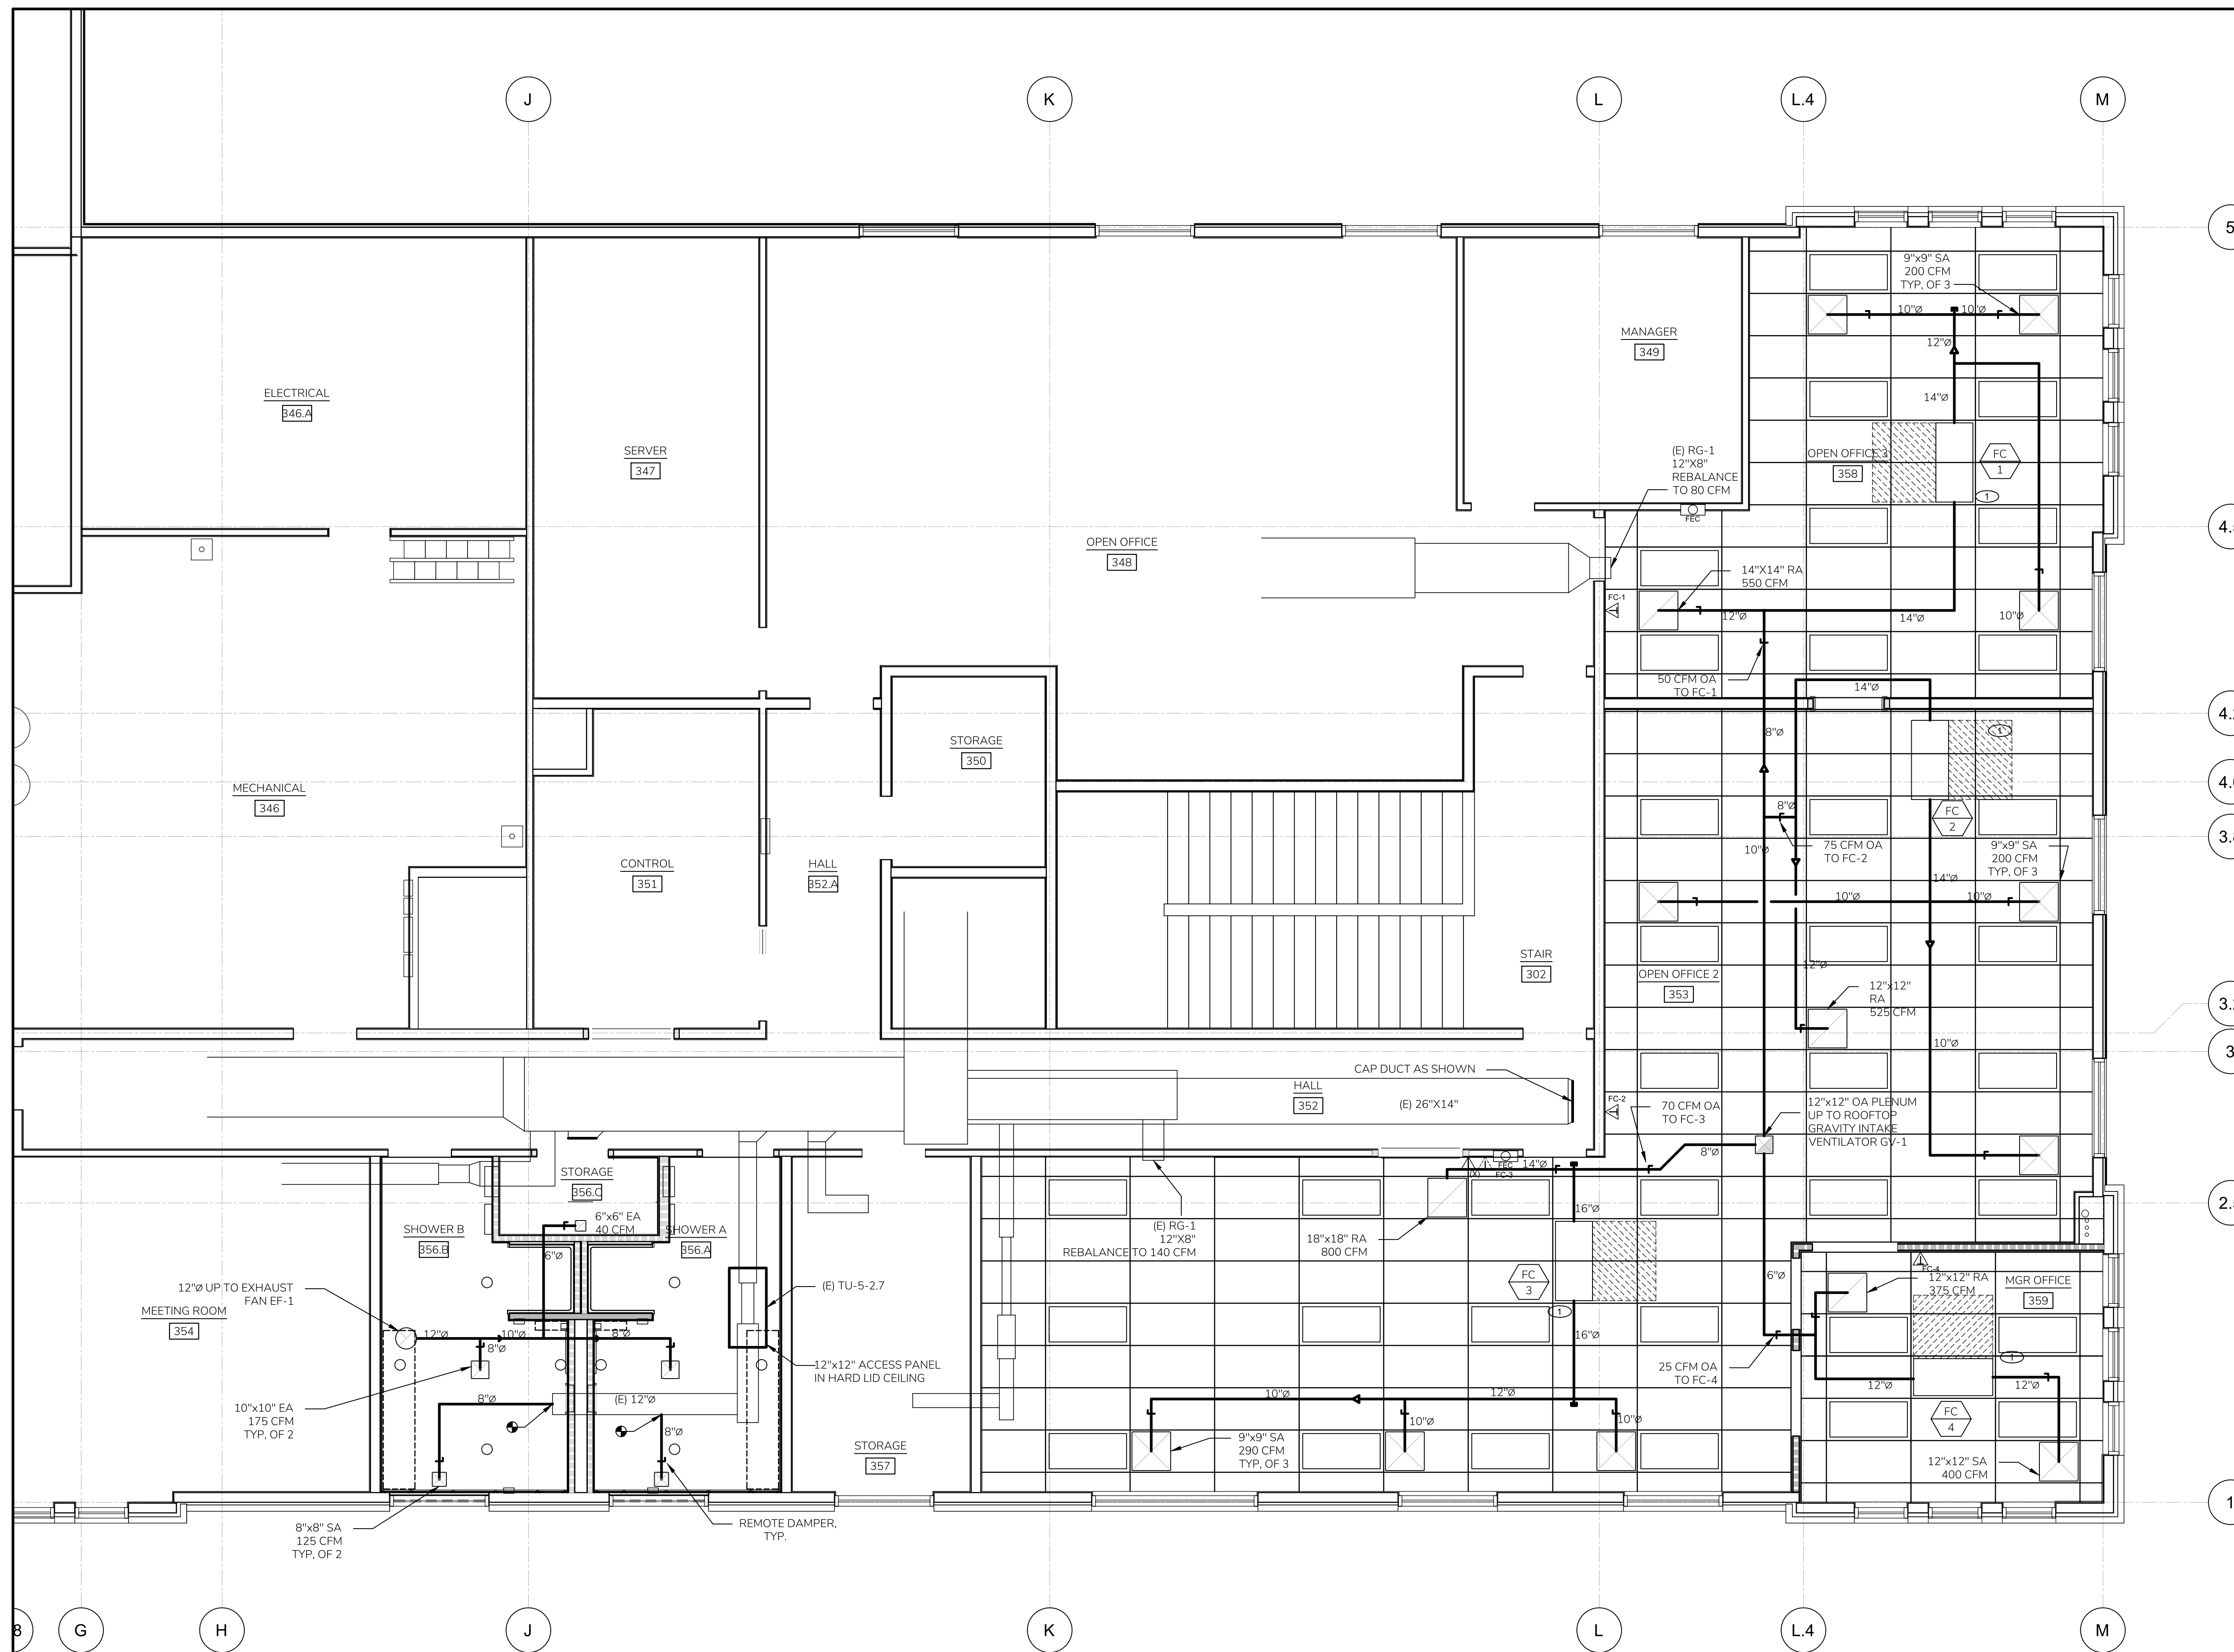 J
K
L
L.4
M
5
9"x9" SA
200 CFM
TYP, OF 3
10"ø
10"ø
12"ø
14"ø
MANAGER
349
ELECTRICAL
346.A
SERVER
347
(E) RG-1
12"X8"
REBALANCE
TO 80 CFM
OPEN OFFICE 3
358
FC
1
1
FEC
OPEN OFFICE
348
14"X14" RA
550 CFM
FC-1
T
12"ø
14"ø
10"ø
50 CFM OA
TO FC-1
14"ø
8"ø
STORAGE
350
1
MECHANICAL
346
8"ø
FC
2
75 CFM OA
TO FC-2
10"ø
9"x9" SA
200 CFM
TYP, OF 3
CONTROL
351
HALL
352.A
14"ø
10"ø
10"ø
STAIR
302
OPEN OFFICE 2
353
12"ø
12"x12"
RA
525 CFM
3
10"ø
CAP DUCT AS SHOWN
HALL
352
(E) 26"X14"
FC-2
T
70 CFM OA
TO FC-3
12"x12" OA PLENUM
UP TO ROOFTOP
GRAVITY INTAKE
VENTILATOR GV-1
8"ø
14"ø
FEC
FC-3
(X)
STORAGE
356.C
6"x6" EA
40 CFM
SHOWER B
356.B
SHOWER A
356.A
6"ø
(E) RG-1
12"X8"
REBALANCE TO 140 CFM
18"x18" RA
800 CFM
16"ø
FC
3
1
16"ø
12"ø UP TO EXHAUST
FAN EF-1
MEETING ROOM
354
(E) TU-5-2.7
12"ø
10"ø
8"ø
8"ø
12"x12" ACCESS PANEL
IN HARD LID CEILING
6"ø
FC-4
12"x12" RA
375 CFM
MGR OFFICE
359
25 CFM OA
TO FC-4
1
12"ø
12"ø
FC
4
10"x10" EA
175 CFM
TYP, OF 2
8"ø
(E) 12"ø
8"ø
10"ø
12"ø
10"ø
10"ø
9"x9" SA
290 CFM
TYP, OF 3
STORAGE
357
12"x12" SA
400 CFM
8"x8" SA
125 CFM
TYP, OF 2
REMOTE DAMPER,
TYP.
1
8
G
H
J
K
L
L.4
M